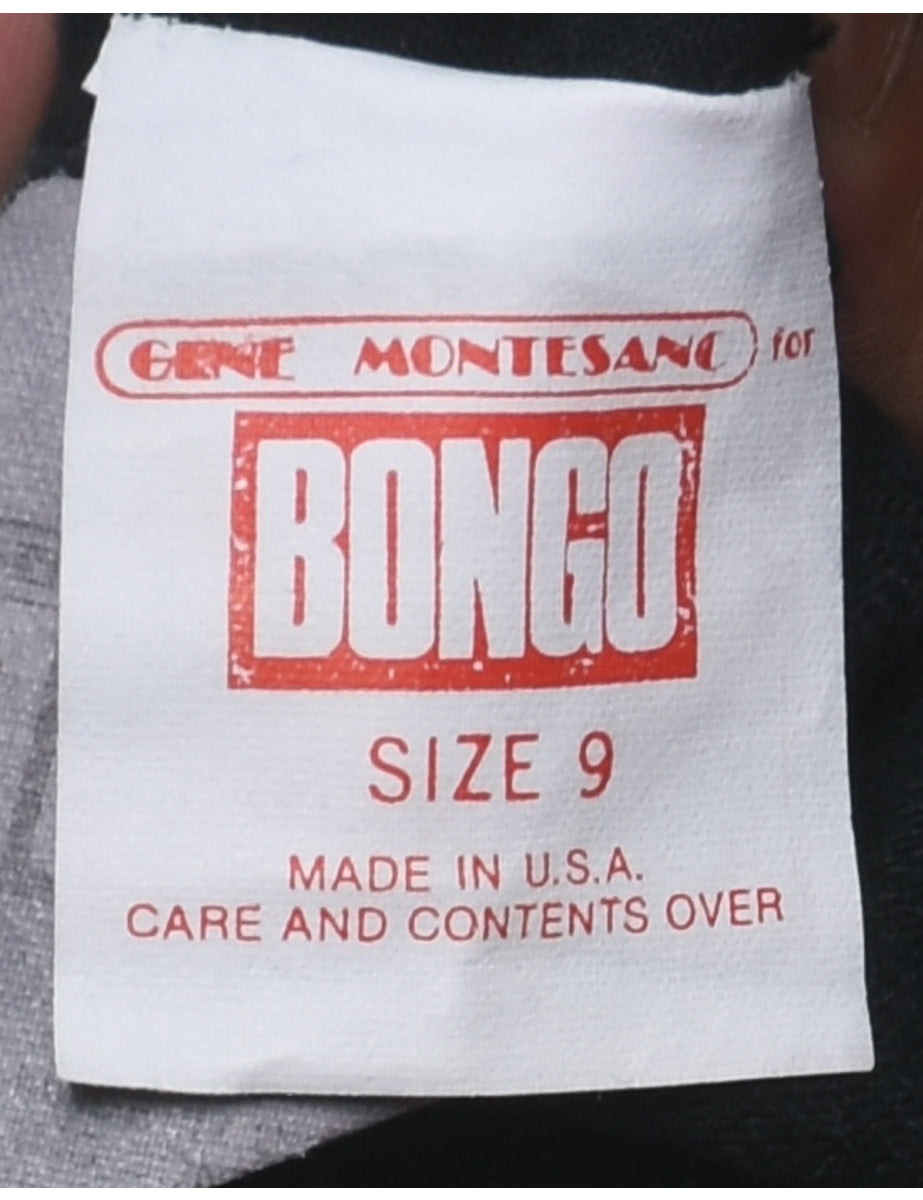 GENE MONTESANO for
BONGO
SIZE 9
MADE IN U.S.A.
CARE AND CONTENTS OVER